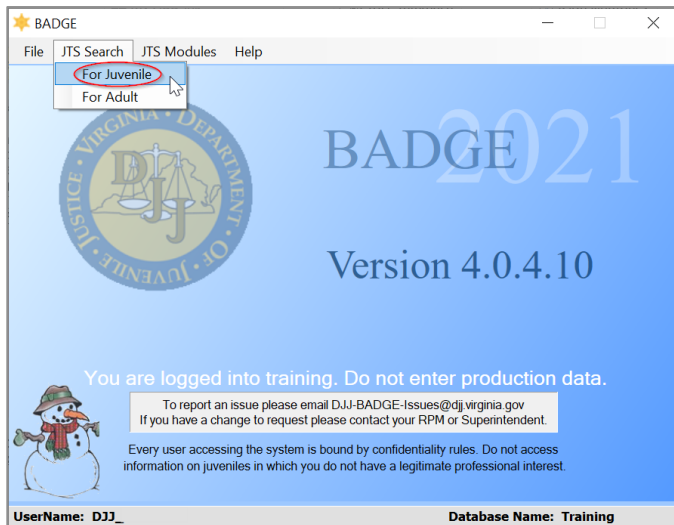 BADGE
File JTS Search JTS Modules Help
For Juvenile
For Adult
VIRGINIA • DEPARTMENT • OF JUVENILE • JUSTICE •
DJJ
BADGE 2021
Version 4.0.4.10
You are logged into training. Do not enter production data.
To report an issue please email DJJ-BADGE-Issues@djj.virginia.gov
If you have a change to request please contact your RPM or Superintendent.
Every user accessing the system is bound by confidentiality rules. Do not access
information on juveniles in which you do not have a legitimate professional interest.
UserName: DJJ_ Database Name: Training